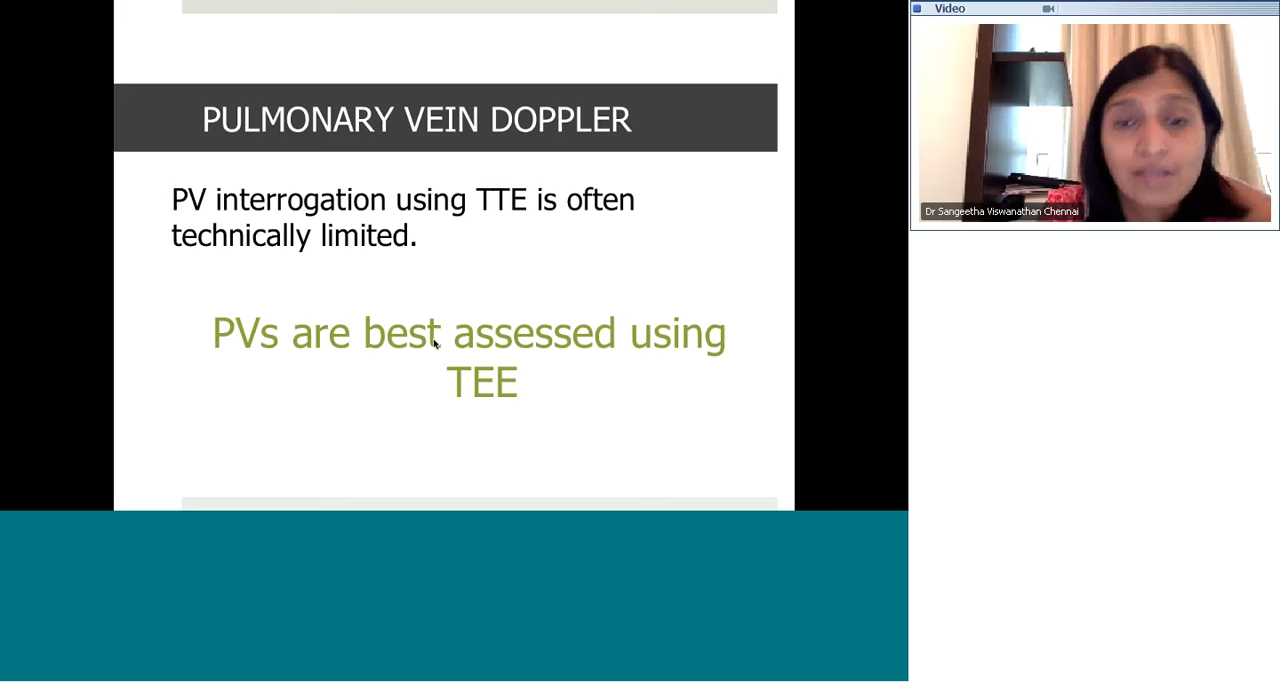 Video
PULMONARY VEIN DOPPLER
PV interrogation using TTE is often
technically limited.
PVs are best assessed using
TEE
Dr Sangeetha Viswanathan Chennai